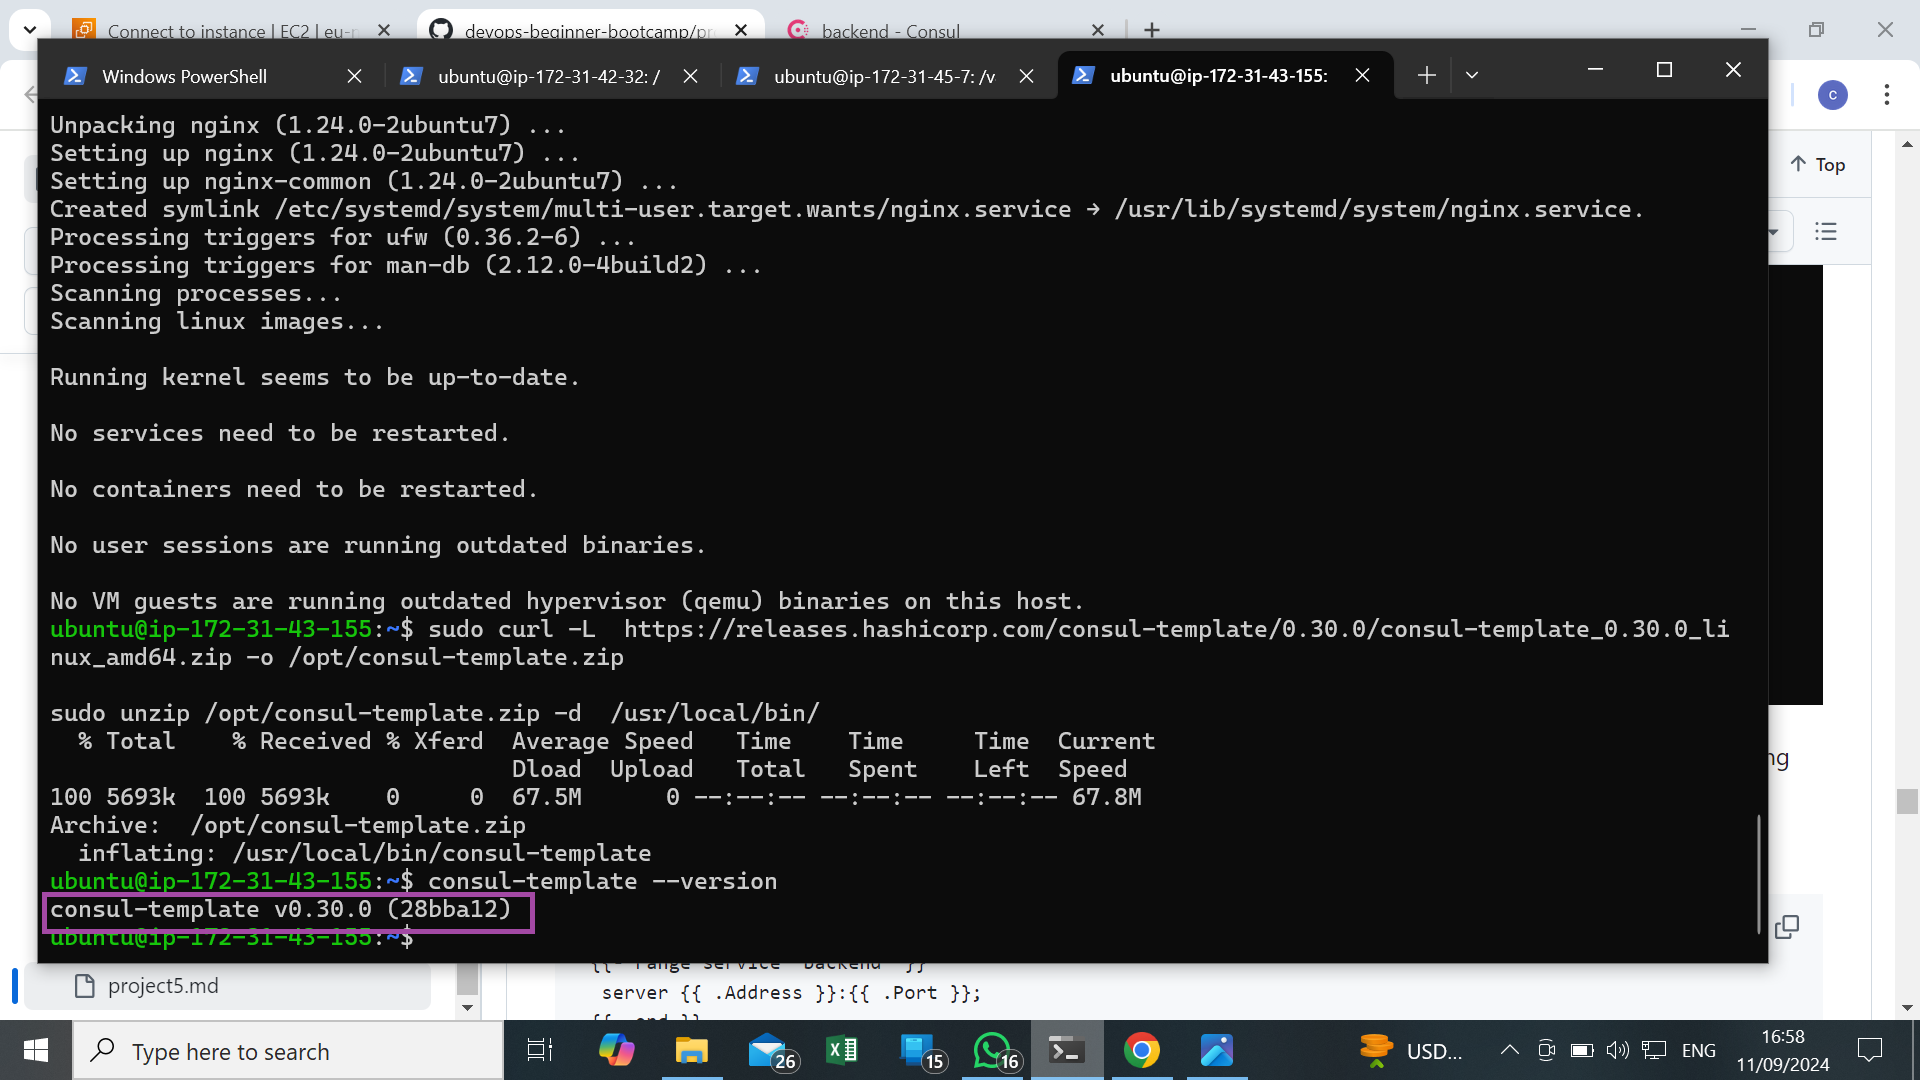 Connect to instance | EC2 | eu-n
devops-beginner-bootcamp/pr
backend - Consul
Windows PowerShell
ubuntu@ip-172-31-42-32: /
ubuntu@ip-172-31-45-7: /v
ubuntu@ip-172-31-43-155:
c
Top
Unpacking nginx (1.24.0-2ubuntu7) ...
Setting up nginx (1.24.0-2ubuntu7) ...
Setting up nginx-common (1.24.0-2ubuntu7) ...
Created symlink /etc/systemd/system/multi-user.target.wants/nginx.service → /usr/lib/systemd/system/nginx.service.
Processing triggers for ufw (0.36.2-6) ...
Processing triggers for man-db (2.12.0-4build2) ...
Scanning processes...
Scanning linux images...
Running kernel seems to be up-to-date.
No services need to be restarted.
No containers need to be restarted.
No user sessions are running outdated binaries.
No VM guests are running outdated hypervisor (qemu) binaries on this host.
ubuntu@ip-172-31-43-155:~$ sudo curl -L  https://releases.hashicorp.com/consul-template/0.30.0/consul-template_0.30.0_li
nux_amd64.zip -o /opt/consul-template.zip
sudo unzip /opt/consul-template.zip -d  /usr/local/bin/
% Total    % Received % Xferd  Average Speed   Time    Time     Time  Current
Dload  Upload   Total   Spent    Left  Speed
100 5693k  100 5693k    0     0  67.5M      0 --:--:-- --:--:-- --:--:-- 67.8M
Archive:  /opt/consul-template.zip
inflating: /usr/local/bin/consul-template
ubuntu@ip-172-31-43-155:~$ consul-template --version
consul-template v0.30.0 (28bba12)
ubuntu@ip-172-31-43-155:~$
ng
{{- range service "backend" }}
project5.md
server {{ .Address }}:{{ .Port }};
Type here to search
26
15
16
USD...
ENG
16:58
11/09/2024